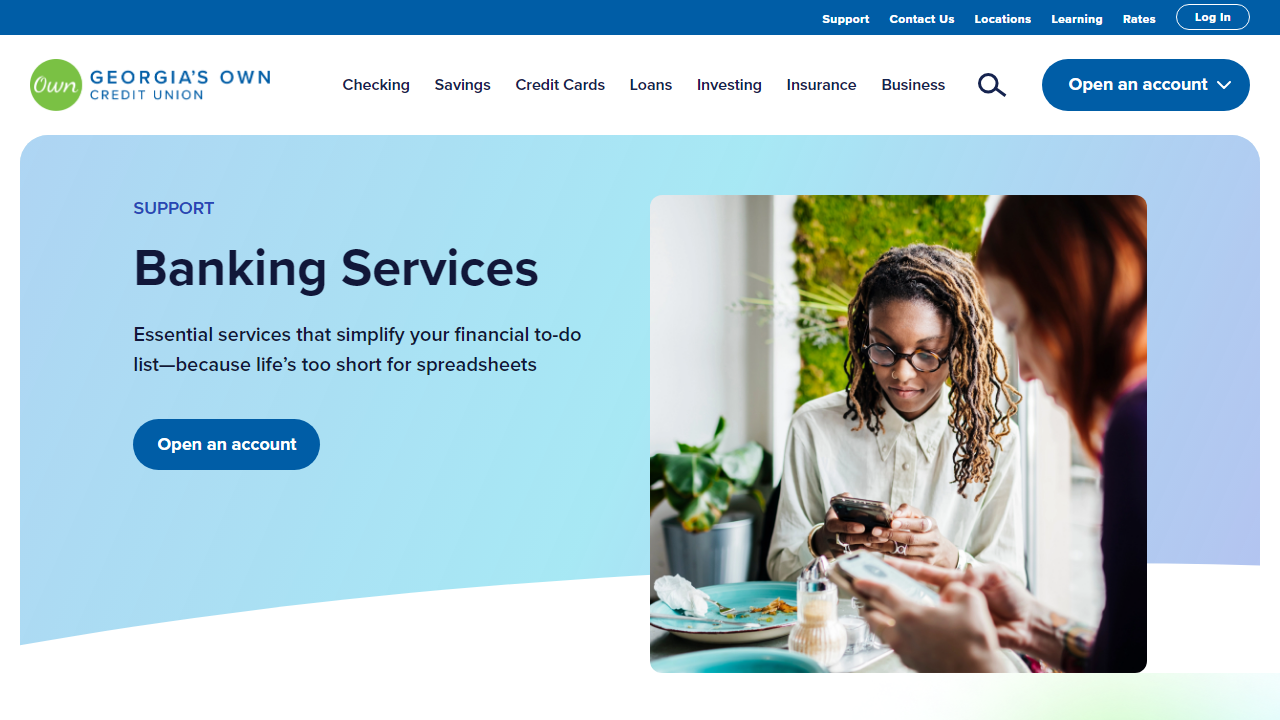 Support Contact Us Locations Learning Rates Log In
Own GEORGIA'S OWN
CREDIT UNION
Checking Savings Credit Cards Loans Investing Insurance Business Open an account
SUPPORT
Banking Services
Essential services that simplify your financial to-do
list—because life’s too short for spreadsheets
Open an account